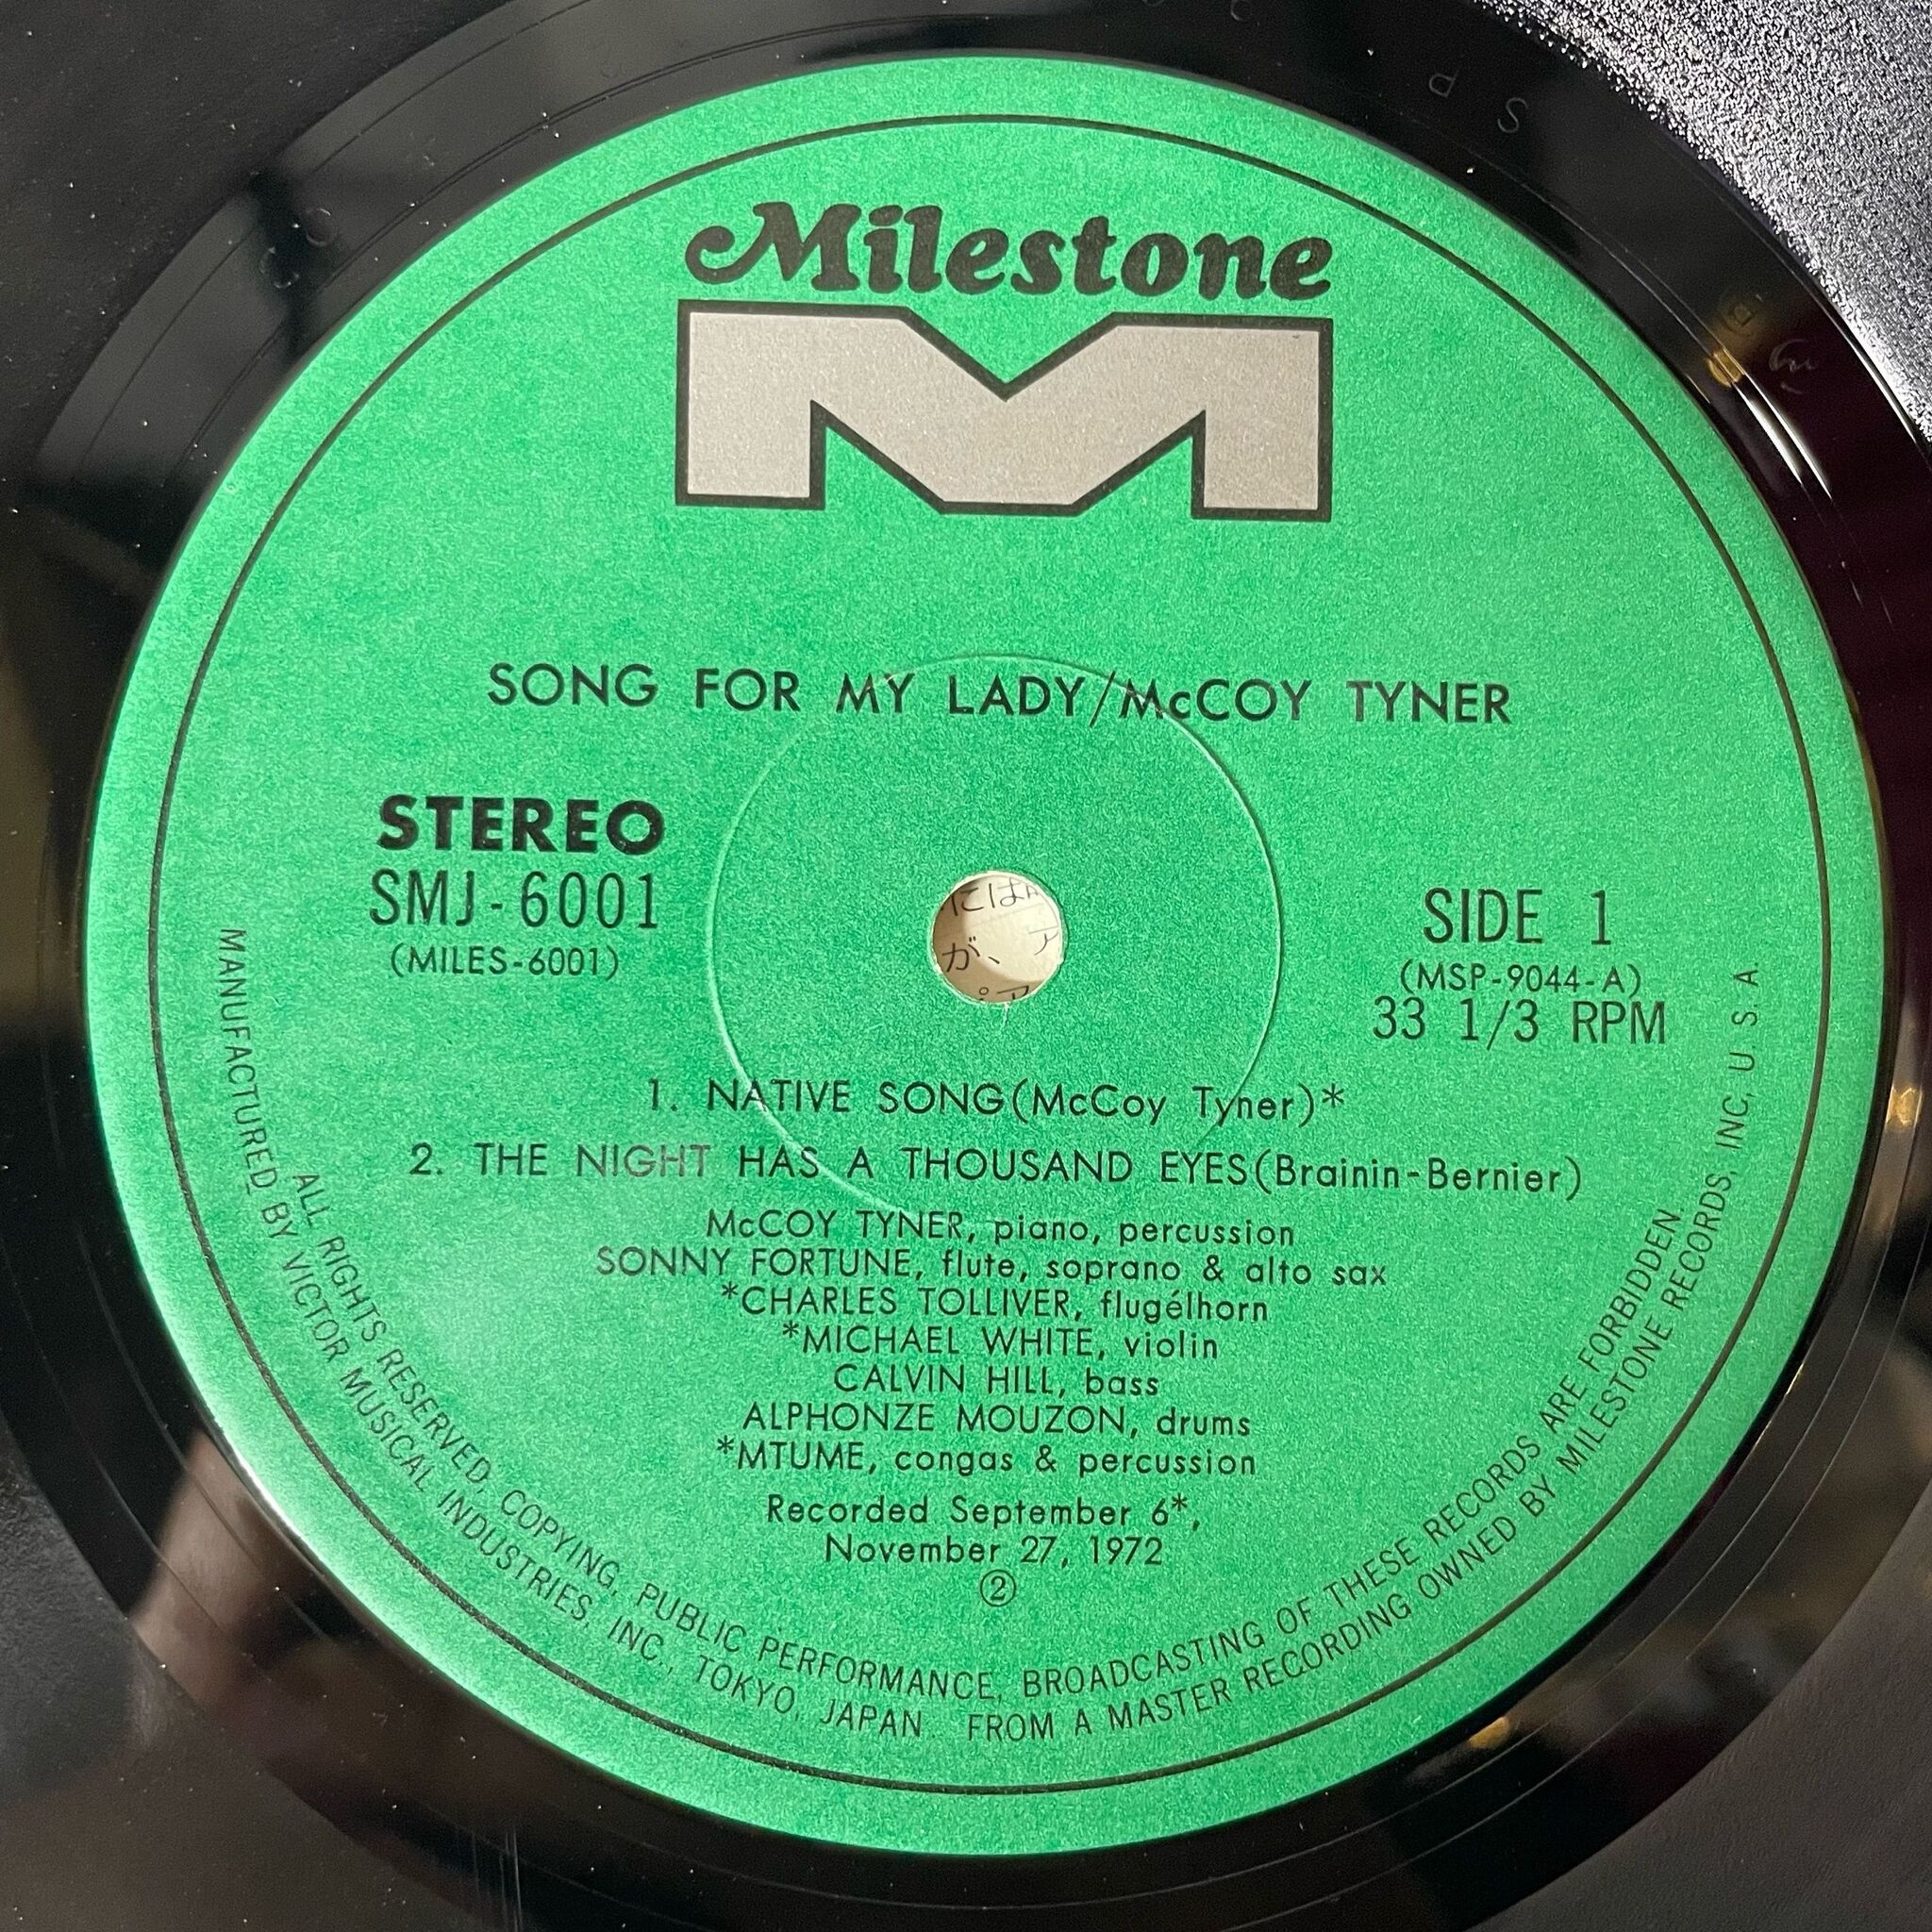 Milestone
SONG FOR MY LADY/McCOY TYNER
STEREO
SMJ-6001
(MILES-6001)
SIDE 1
(MSP-9044-A)
33 1/3 RPM
1. NATIVE SONG(McCoy Tyner)*
2. THE NIGHT HAS A THOUSAND EYES(Brainin-Bernier)
McCOY TYNER, piano, percussion
SONNY FORTUNE, flute, soprano & alto sax
*CHARLES TOLLIVER, flugélhorn
*MICHAEL WHITE, violin
CALVIN HILL, bass
ALPHONZE MOUZON, drums
*MTUME, congas & percussion
Recorded September 6*,
November 27, 1972
②
ALL RIGHTS RESERVED, COPYING, PUBLIC PERFORMANCE, BROADCASTING OF THESE RECORDS ARE FORBIDDEN.
MANUFACTURED BY VICTOR MUSICAL INDUSTRIES, INC., TOKYO, JAPAN. FROM A MASTER RECORDING OWNED BY MILESTONE RECORDS, INC, U. S. A.
には
が、